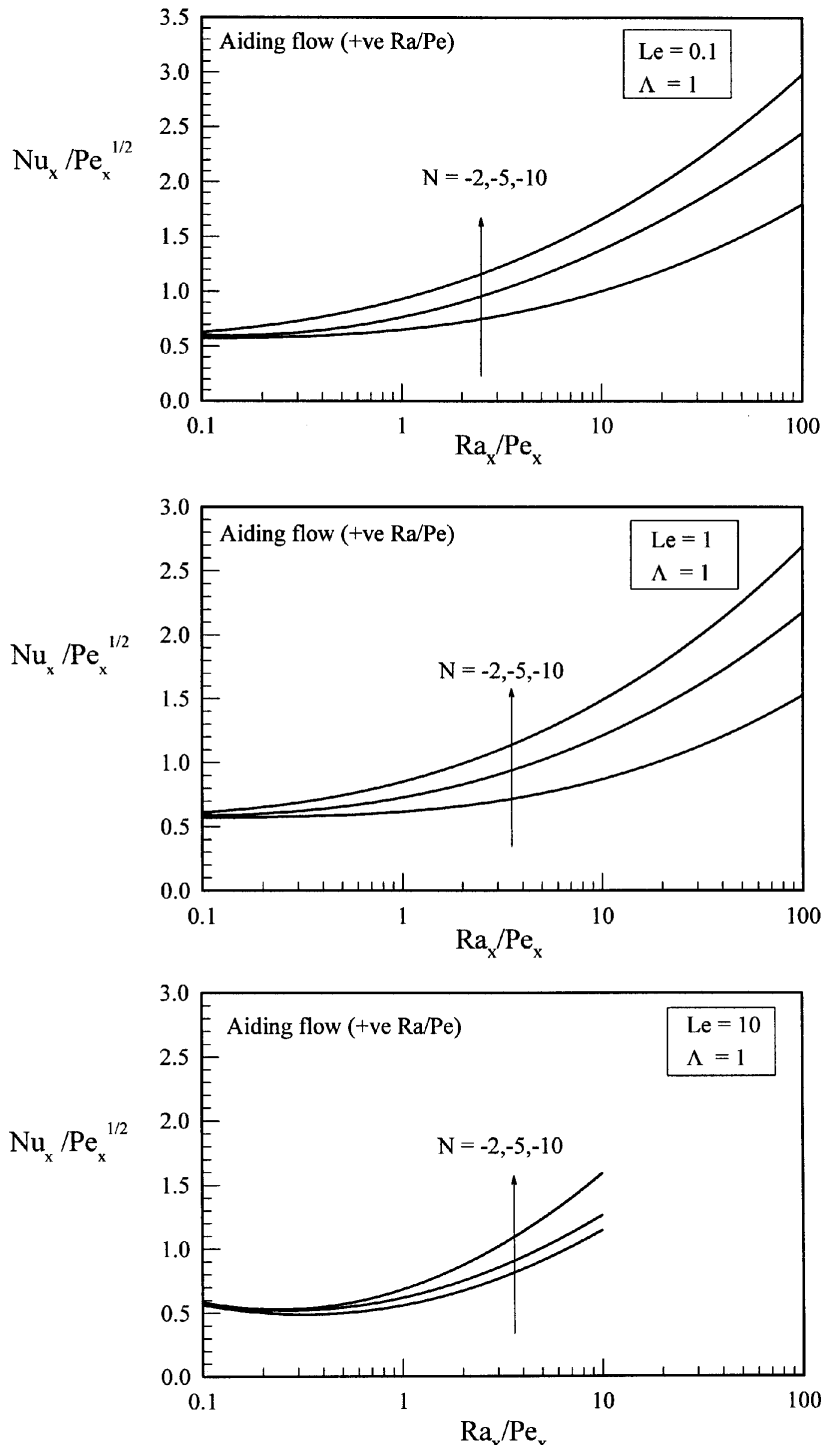 3.5
Aiding flow (+ve Ra/Pe)
Le = 0.1
Λ = 1
3.0
2.5
Nu_x /Pe_x^1/2
2.0
N = -2,-5,-10
1.5
1.0
0.5
0.0
0.1 1 10 100
Ra_x/Pe_x
3.0
Aiding flow (+ve Ra/Pe)
Le = 1
Λ = 1
2.5
2.0
Nu_x /Pe_x^1/2
N = -2,-5,-10
1.5
1.0
0.5
0.0
0.1 1 10 100
Ra_x/Pe_x
3.0
Aiding flow (+ve Ra/Pe)
Le = 10
Λ = 1
2.5
2.0
Nu_x /Pe_x^1/2
N = -2,-5,-10
1.5
1.0
0.5
0.0
0.1 1 10 100
Ra_x/Pe_x